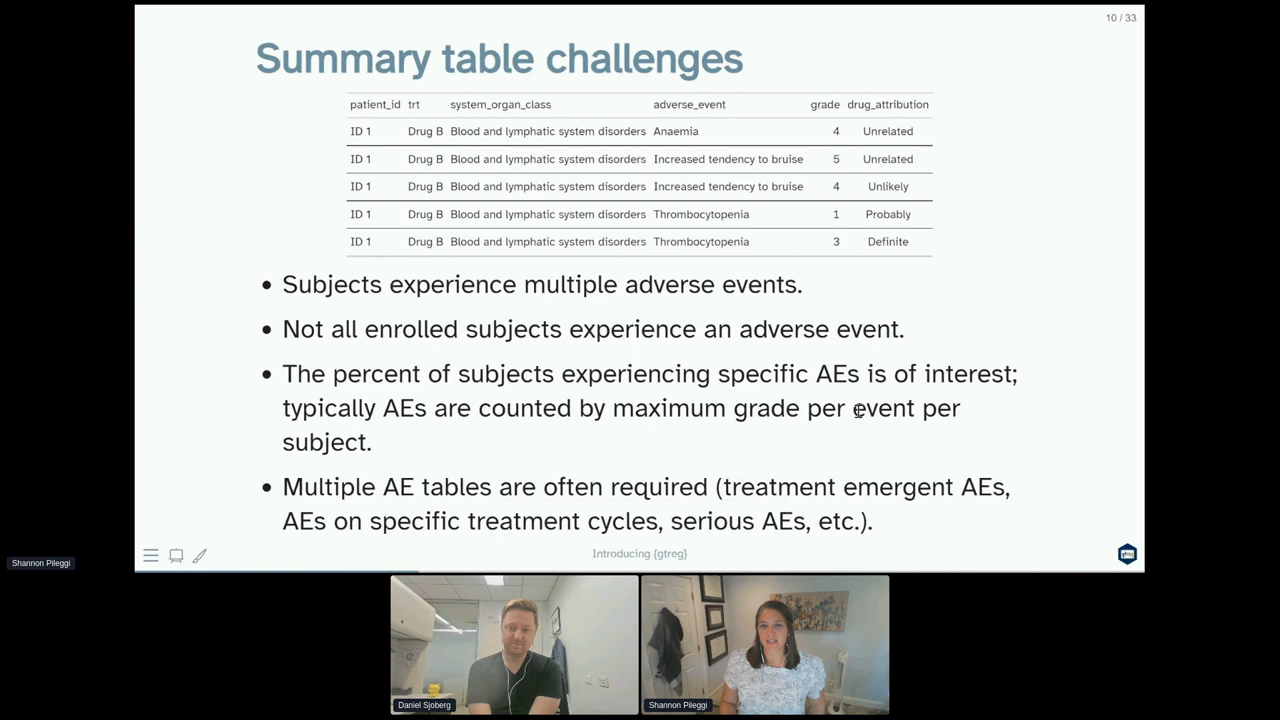 10 / 33
Summary table challenges
patient_id trt system_organ_class adverse_event grade drug_attribution
ID 1 Drug B Blood and lymphatic system disorders Anaemia 4 Unrelated
ID 1 Drug B Blood and lymphatic system disorders Increased tendency to bruise 5 Unrelated
ID 1 Drug B Blood and lymphatic system disorders Increased tendency to bruise 4 Unlikely
ID 1 Drug B Blood and lymphatic system disorders Thrombocytopenia 1 Probably
ID 1 Drug B Blood and lymphatic system disorders Thrombocytopenia 3 Definite
• Subjects experience multiple adverse events.
• Not all enrolled subjects experience an adverse event.
• The percent of subjects experiencing specific AEs is of interest;
typically AEs are counted by maximum grade per event per
subject.
• Multiple AE tables are often required (treatment emergent AEs,
AEs on specific treatment cycles, serious AEs, etc.).
Introducing {gtreg}
gtreg
Shannon Pileggi
Daniel Sjoberg
Shannon Pileggi